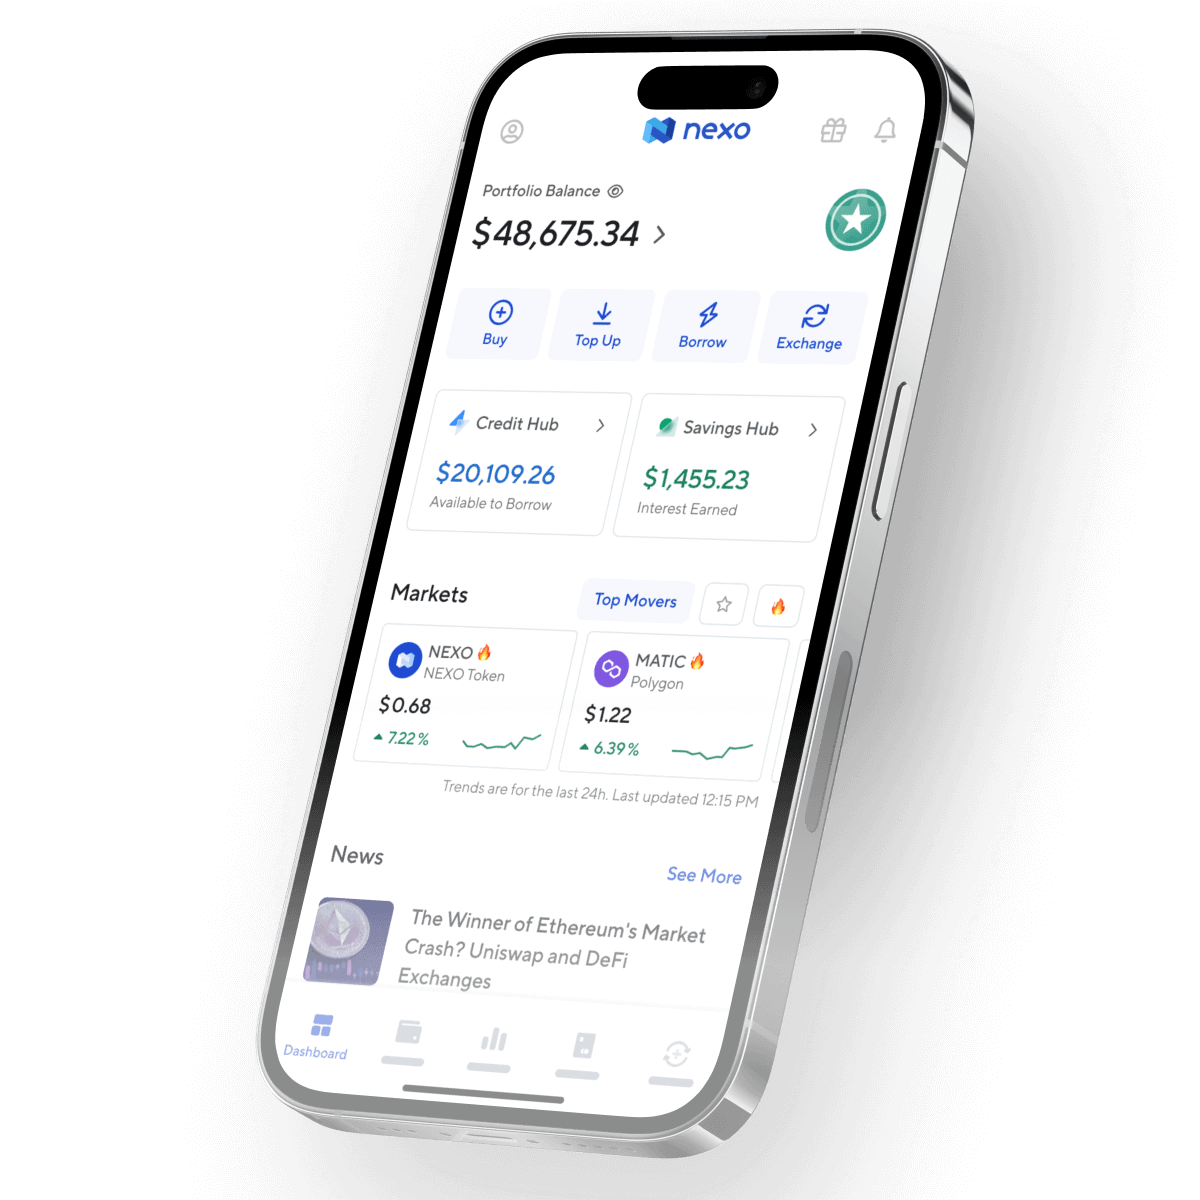 nexo
Portfolio Balance
$48,675.34
Buy
Top Up
Borrow
Exchange
Credit Hub
$20,109.26
Available to Borrow
Savings Hub
$1,455.23
Interest Earned
Markets
Top Movers
NEXO
NEXO Token
$0.68
7.22%
MATIC
Polygon
$1.22
6.39%
Trends are for the last 24h. Last updated 12:15 PM
News
See More
The Winner of Ethereum's Market
Crash? Uniswap and DeFi
Exchanges
Dashboard